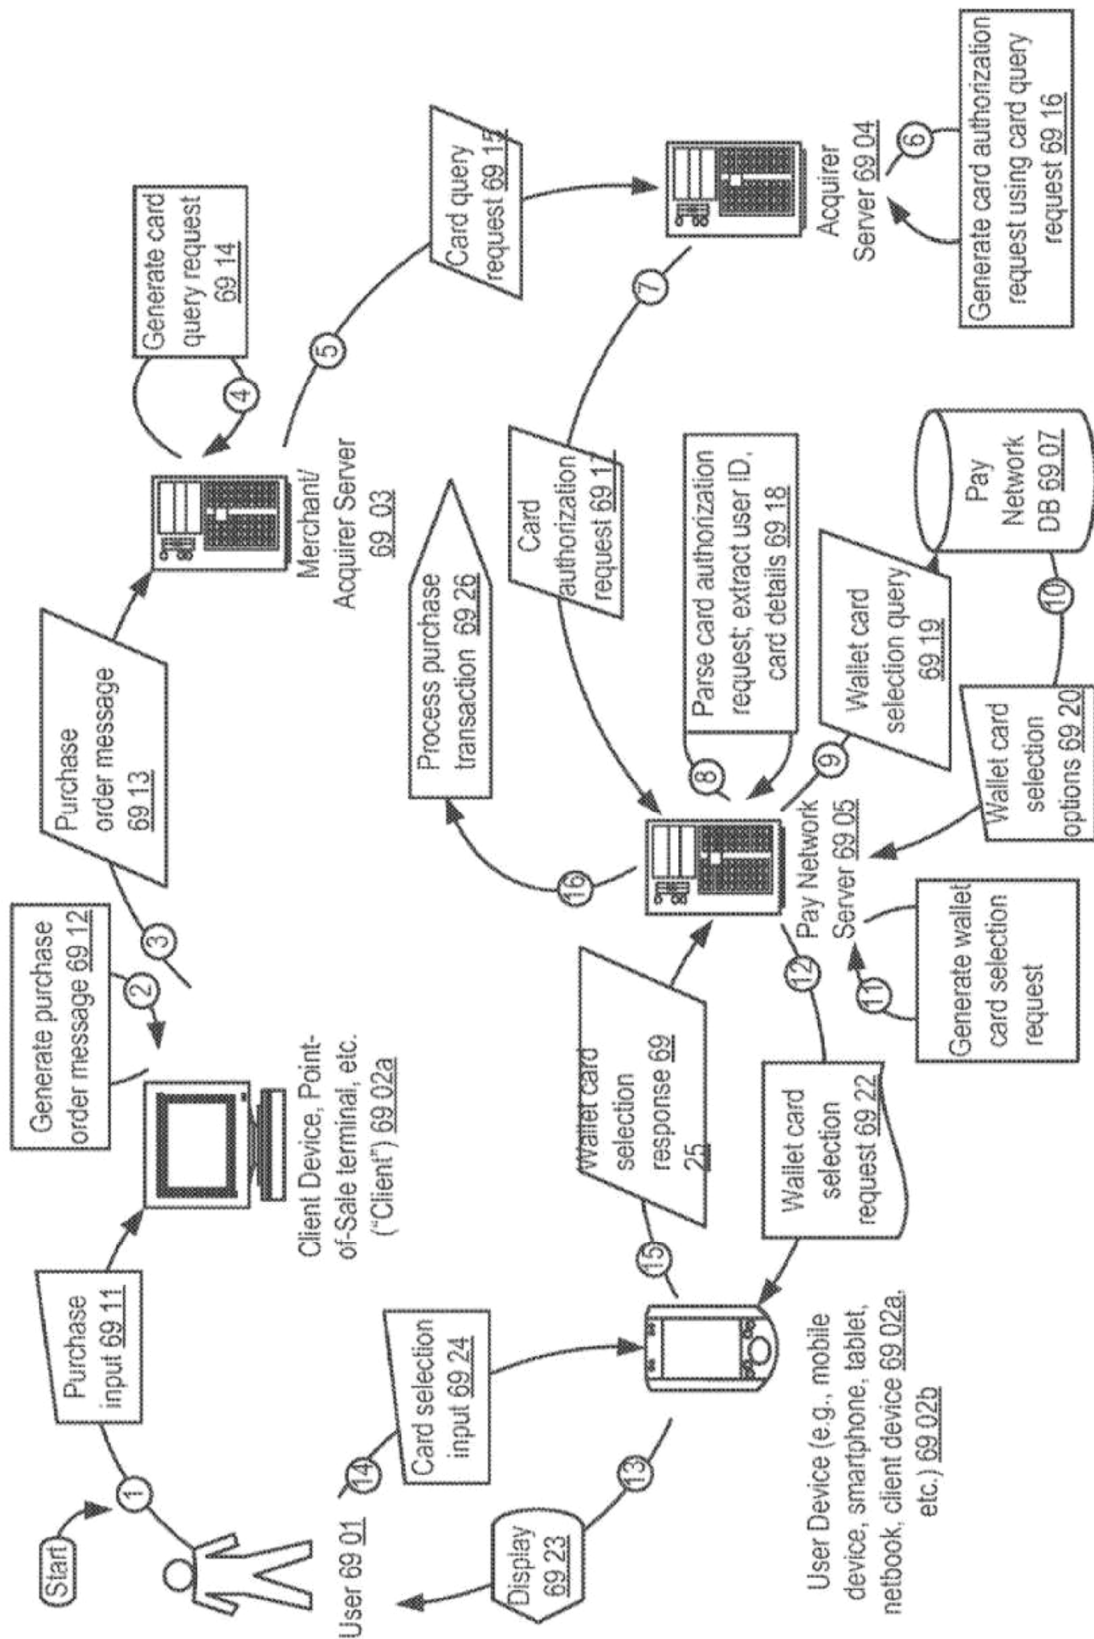 Start
1
User 69 01
Purchase
input 69 11
Client Device, Point-
of-Sale terminal, etc.
(“Client”) 69 02a
Generate purchase
order message 69 12
2
3
Purchase
order message
69 13
Merchant/
Acquirer Server
69 03
Generate card
query request
69 14
4
5
Card query
request 69 15
Acquirer
Server 69 04
6
Generate card authorization
request using card query
request 69 16
7
Card
authorization
request 69 17
Process purchase
transaction 69 26
16
Parse card authorization
request; extract user ID,
card details 69 18
8
Pay Network
Server 69 05
9
Wallet card
selection query
69 19
Pay
Network
DB 69 07
10
Wallet card
selection
options 69 20
11
Generate wallet
card selection
request
12
Wallet card
selection
request 69 22
Wallet card
selection
response 69
25
15
14
Card selection
input 69 24
13
Display
69 23
User Device (e.g., mobile
device, smartphone, tablet,
netbook, client device 69 02a,
etc.) 69 02b